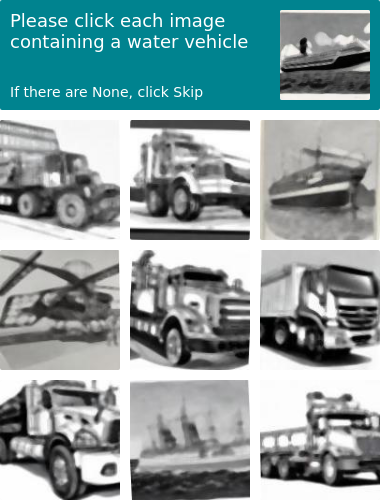 Please click each image
containing a water vehicle
If there are None, click Skip